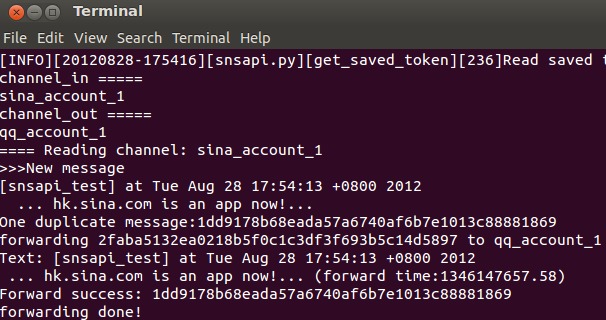 Terminal
File Edit View Search Terminal Help
[INFO][20120828-175416][snsapi.py][get_saved_token][236]Read saved t
channel_in =====
sina_account_1
channel_out =====
qq_account_1
==== Reading channel: sina_account_1
>>>New message
[snsapi_test] at Tue Aug 28 17:54:13 +0800 2012
... hk.sina.com is an app now!...
One duplicate message:1dd9178b68eada57a6740af6b7e1013c88881869
forwarding 2faba5132ea0218b5f0c1c3df3f693b5c14d5897 to qq_account_1
Text: [snsapi_test] at Tue Aug 28 17:54:13 +0800 2012
... hk.sina.com is an app now!... (forward time:1346147657.58)
Forward success: 1dd9178b68eada57a6740af6b7e1013c88881869
forwarding done!